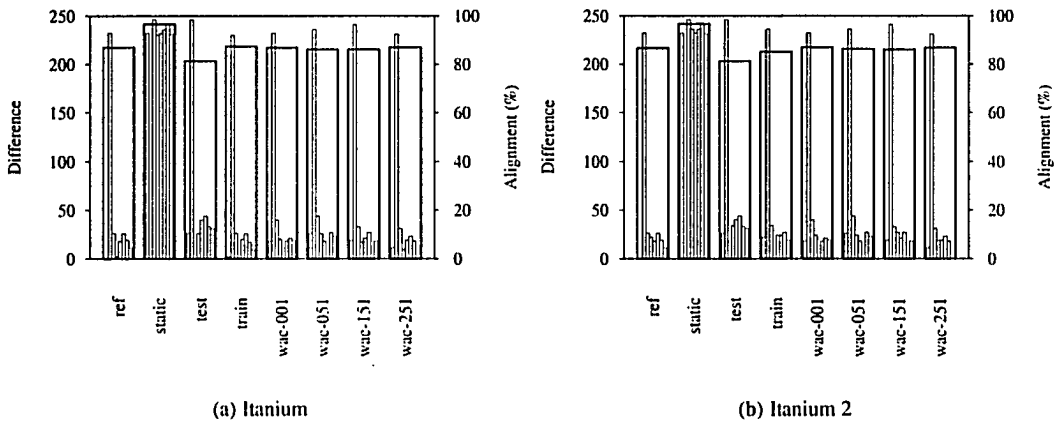 250
200
150
100
50
0
Difference
100
80
60
40
20
0
Alignment (%)
ref
static
test
train
wac-001
wac-051
wac-151
wac-251
(a) Itanium
250
200
150
100
50
0
Difference
100
80
60
40
20
0
Alignment (%)
ref
static
test
train
wac-001
wac-051
wac-151
wac-251
(b) Itanium 2